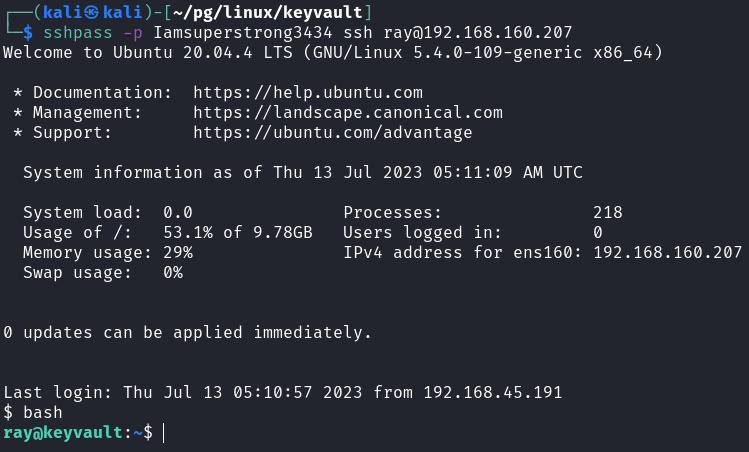 ┌──(kali㉿kali)-[~/pg/linux/keyvault]
└─$ sshpass -p Iamsuperstrong3434 ssh ray@192.168.160.207
Welcome to Ubuntu 20.04.4 LTS (GNU/Linux 5.4.0-109-generic x86_64)
* Documentation:  https://help.ubuntu.com
* Management:     https://landscape.canonical.com
* Support:        https://ubuntu.com/advantage
System information as of Thu 13 Jul 2023 05:11:09 AM UTC
System load:  0.0               Processes:               218
Usage of /:   53.1% of 9.78GB   Users logged in:         0
Memory usage: 29%               IPv4 address for ens160: 192.168.160.207
Swap usage:   0%
0 updates can be applied immediately.
Last login: Thu Jul 13 05:10:57 2023 from 192.168.45.191
$ bash
ray@keyvault:~$